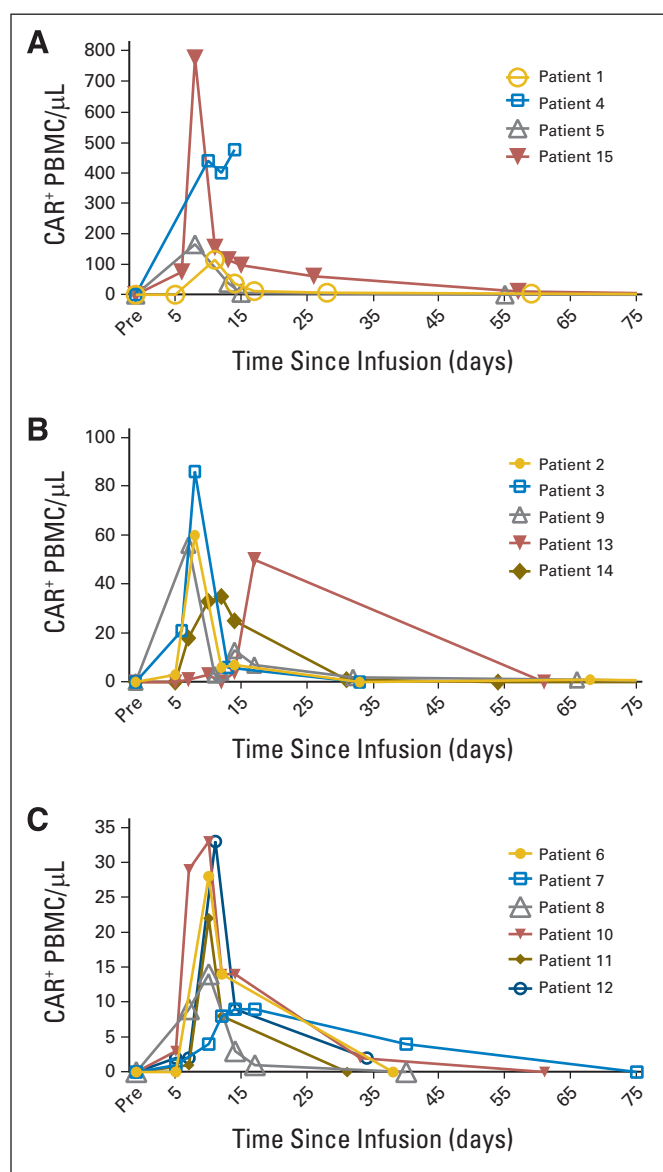 A
CAR+ PBMC/μL
800
700
600
500
400
300
200
100
0
Pre 5 15 25 35 45 55 65 75
Time Since Infusion (days)
Patient 1
Patient 4
Patient 5
Patient 15
B
CAR+ PBMC/μL
100
80
60
40
20
0
Pre 5 15 25 35 45 55 65 75
Time Since Infusion (days)
Patient 2
Patient 3
Patient 9
Patient 13
Patient 14
C
CAR+ PBMC/μL
35
30
25
20
15
10
5
0
Pre 5 15 25 35 45 55 65 75
Time Since Infusion (days)
Patient 6
Patient 7
Patient 8
Patient 10
Patient 11
Patient 12